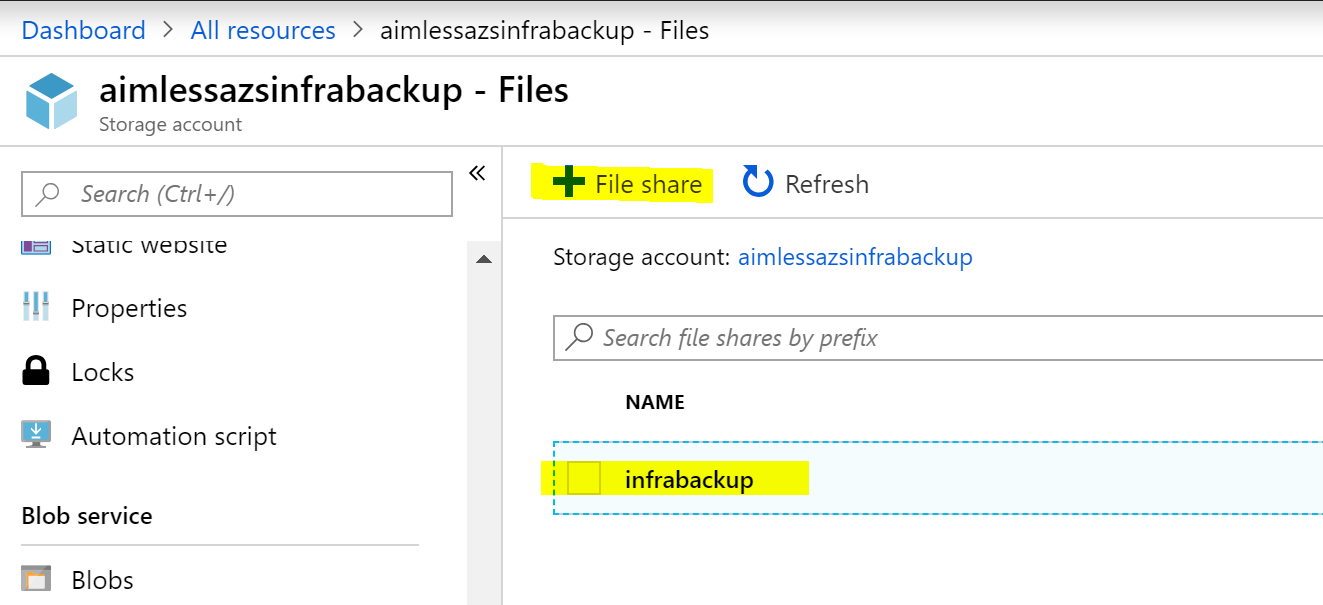 Dashboard > All resources > aimlessazsinfrabackup - Files
aimlessazsinfrabackup - Files
Storage account
Search (Ctrl+/)
«
Static website
Properties
Locks
Automation script
Blob service
Blobs
File share
Refresh
Storage account: aimlessazsinfrabackup
Search file shares by prefix
NAME
infrabackup